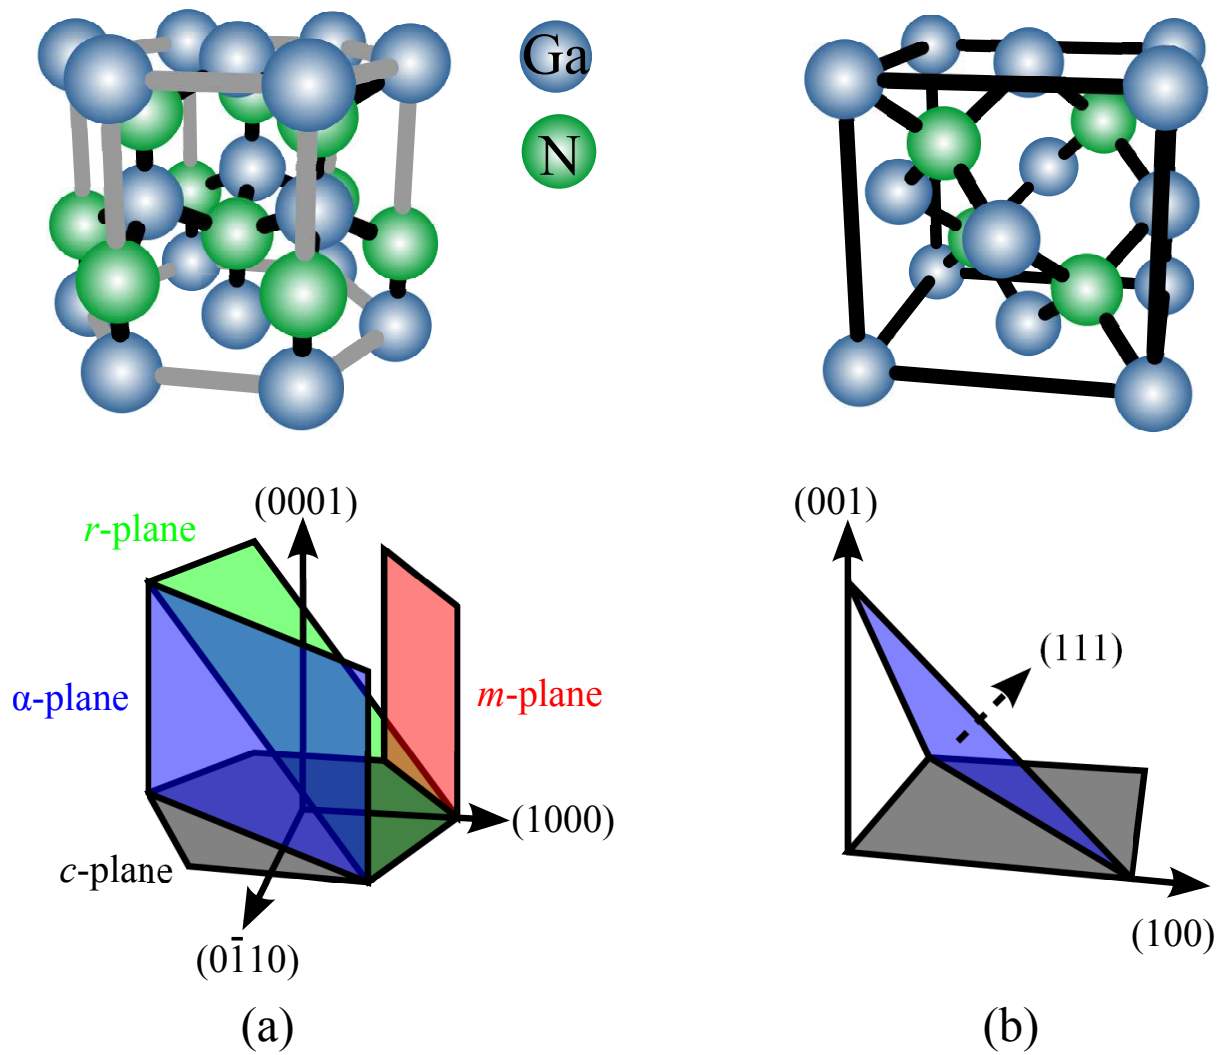 Ga
N
(0001)
r-plane
α-plane
m-plane
(1000)
c-plane
(01̄10)
(a)
(001)
(111)
(100)
(b)